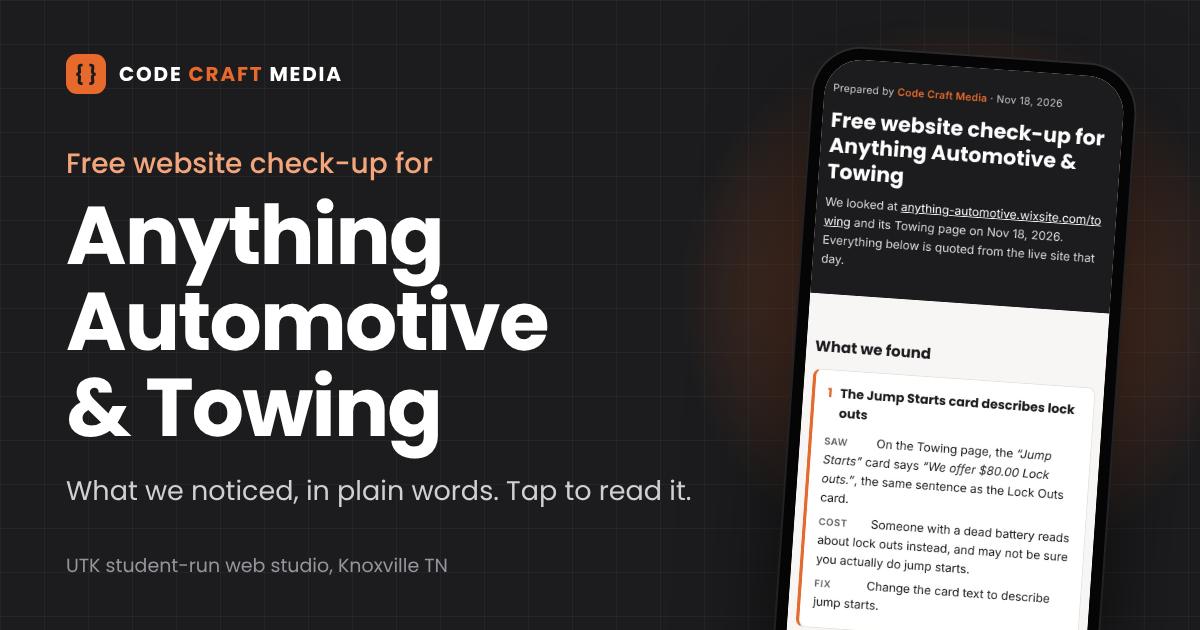 { } CODE CRAFT MEDIA
Free website check-up for
Anything
Automotive
& Towing
What we noticed, in plain words. Tap to read it.
UTK student-run web studio, Knoxville TN
Prepared by Code Craft Media · Nov 18, 2026
Free website check-up for
Anything Automotive &
Towing
We looked at anything-automotive.wixsite.com/to
wing and its Towing page on Nov 18, 2026.
Everything below is quoted from the live site that
day.
What we found
1 The Jump Starts card describes lock
outs
SAW On the Towing page, the “Jump
Starts” card says “We offer $80.00 Lock
outs.”, the same sentence as the Lock Outs
card.
COST Someone with a dead battery reads
about lock outs instead, and may not be sure
you actually do jump starts.
FIX Change the card text to describe
jump starts.